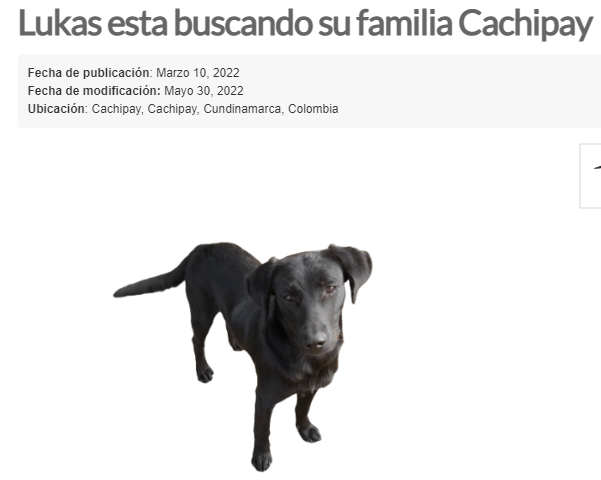 Lukas esta buscando su familia Cachipay
Fecha de publicación: Marzo 10, 2022
Fecha de modificación: Mayo 30, 2022
Ubicación: Cachipay, Cachipay, Cundinamarca, Colombia